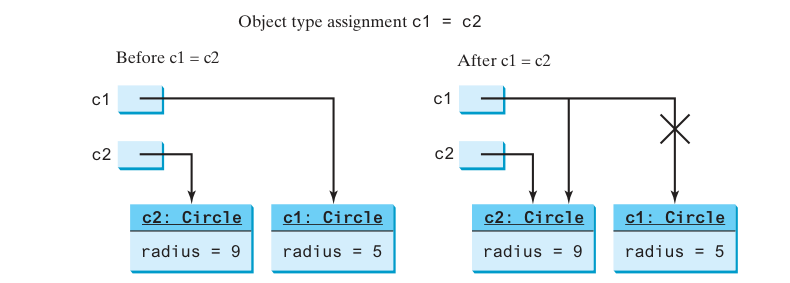 Object type assignment c1 = c2
Before c1 = c2
After c1 = c2
c1
c2
c2: Circle
radius = 9
c1: Circle
radius = 5
c1
c2
c2: Circle
radius = 9
c1: Circle
radius = 5